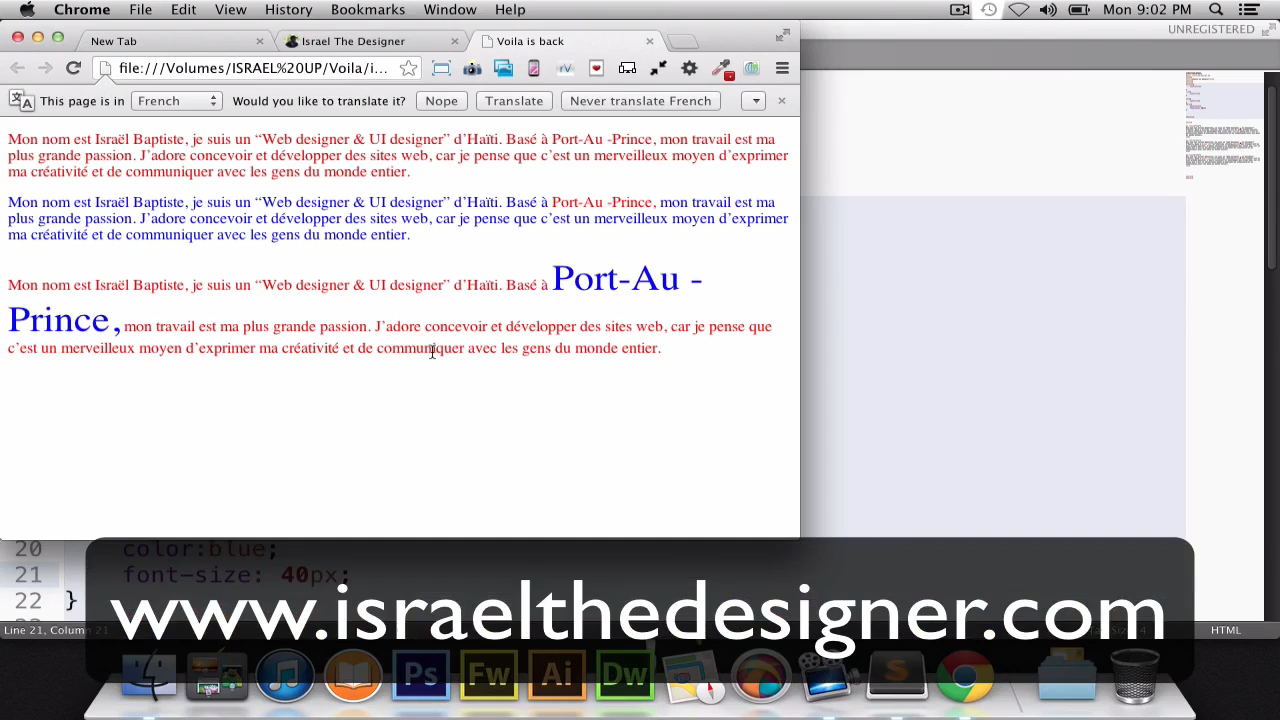 Chrome File Edit View History Bookmarks Window Help Mon 9:02 PM
UNREGISTERED
New Tab Israel The Designer Voila is back
file:///Volumes/ISRAEL%20UP/Voila/i...
This page is in French Would you like to translate it? Nope Translate Never translate French
Mon nom est Israël Baptiste, je suis un “Web designer & UI designer” d’Haïti. Basé à Port-Au -Prince, mon travail est ma
plus grande passion. J’adore concevoir et développer des sites web, car je pense que c’est un merveilleux moyen d’exprimer
ma créativité et de communiquer avec les gens du monde entier.
Mon nom est Israël Baptiste, je suis un “Web designer & UI designer” d’Haïti. Basé à Port-Au -Prince, mon travail est ma
plus grande passion. J’adore concevoir et développer des sites web, car je pense que c’est un merveilleux moyen d’exprimer
ma créativité et de communiquer avec les gens du monde entier.
Mon nom est Israël Baptiste, je suis un “Web designer & UI designer” d’Haïti. Basé à Port-Au -
Prince, mon travail est ma plus grande passion. J’adore concevoir et développer des sites web, car je pense que
c’est un merveilleux moyen d’exprimer ma créativité et de communiquer avec les gens du monde entier.
20 color:blue;
21 font-size: 40px;
22 }
www.israelthedesigner.com
Line 21, Column 21
HTML
Ps Fw Ai Dw